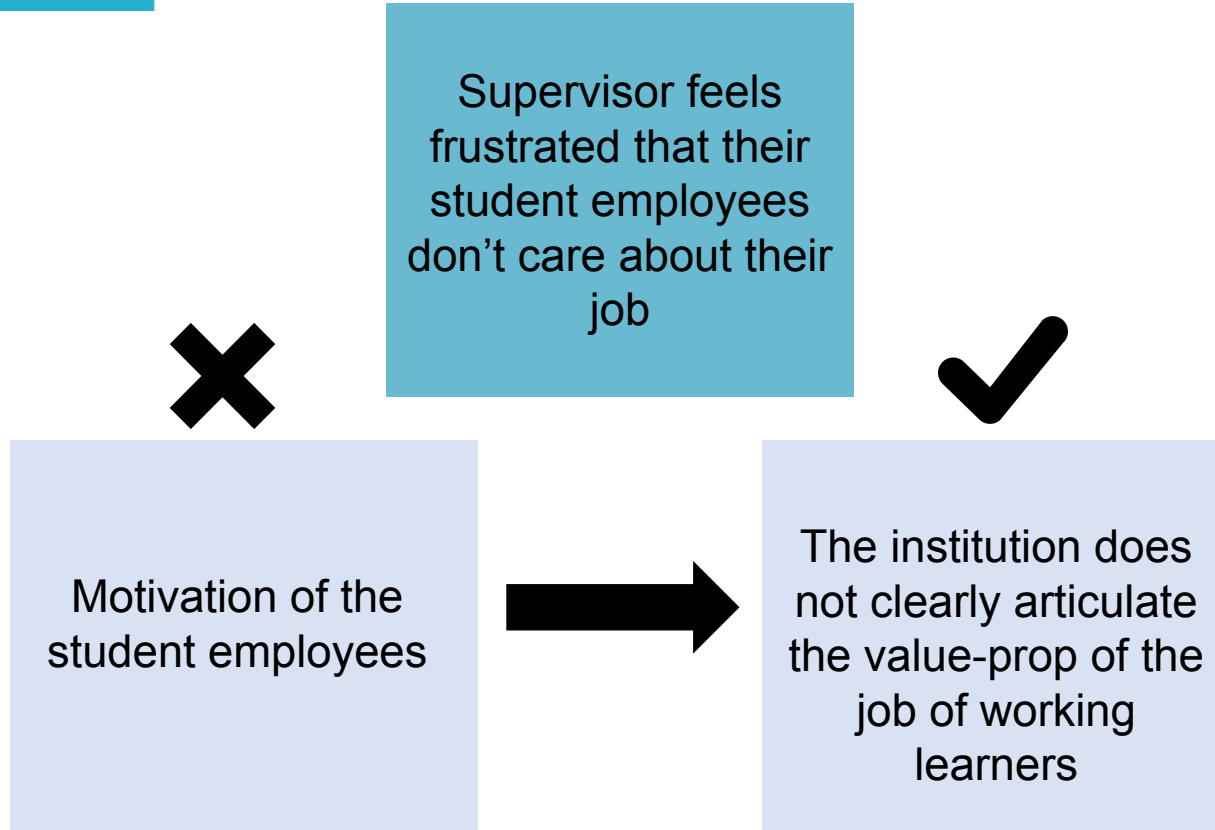 Supervisor feels
frustrated that their
student employees
don’t care about their
job
Motivation of the
student employees
The institution does
not clearly articulate
the value-prop of the
job of working
learners